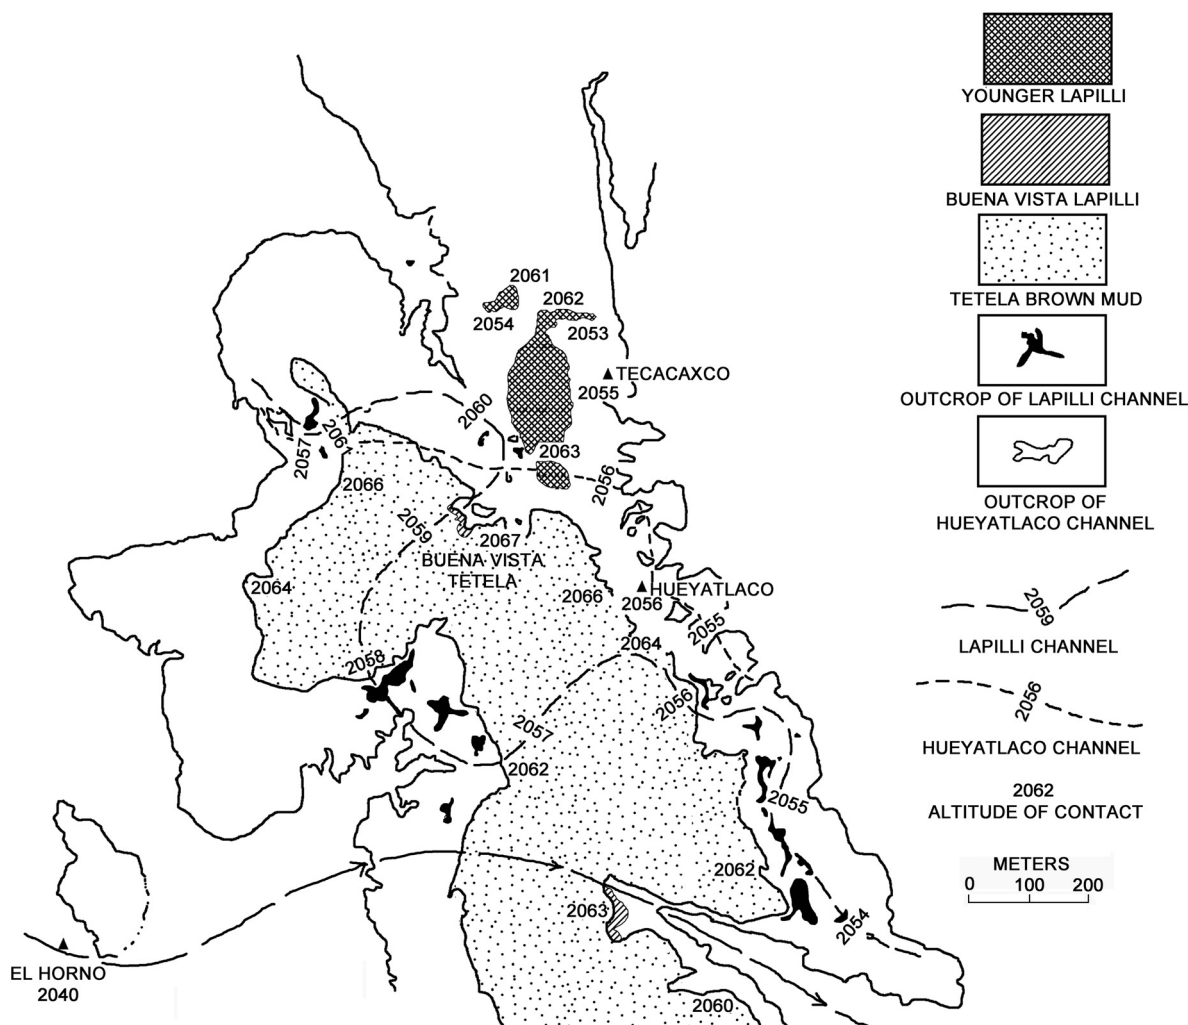 YOUNGER LAPILLI
BUENA VISTA LAPILLI
TETELA BROWN MUD
OUTCROP OF LAPILLI CHANNEL
OUTCROP OF
HUEYATLACO CHANNEL
2059
LAPILLI CHANNEL
2056
HUEYATLACO CHANNEL
2062
ALTITUDE OF CONTACT
METERS
0 100 200
2061
2054
2062
2053
TECACAXCO
2055
2060
2057
2063
2056
2066
2059
2067
BUENA VISTA
TETELA
2064
2066
HUEYATLACO
2056
2055
2064
2058
2056
2057
2062
2055
2062
2063
2054
EL HORNO
2040
2060